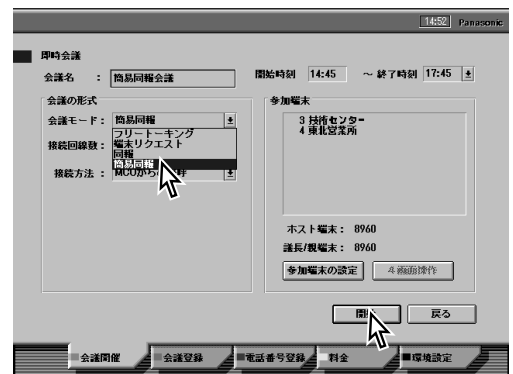 14:52 Panasonic
即時会議
会議名 : 簡易同報会議
開始時刻 14:45 ～ 終了時刻 17:45
会議の形式
会議モード: 簡易同報
フリートーキング
端末リクエスト
同報
簡易同報
接続回線数:
接続方法: MCUから
参加端末
3 技術センター
4 東北営業所
ホスト端末: 8960
議長/親端末: 8960
参加端末の設定
4画面操作
開始
戻る
会議開催
会議登録
電話番号登録
料金
環境設定